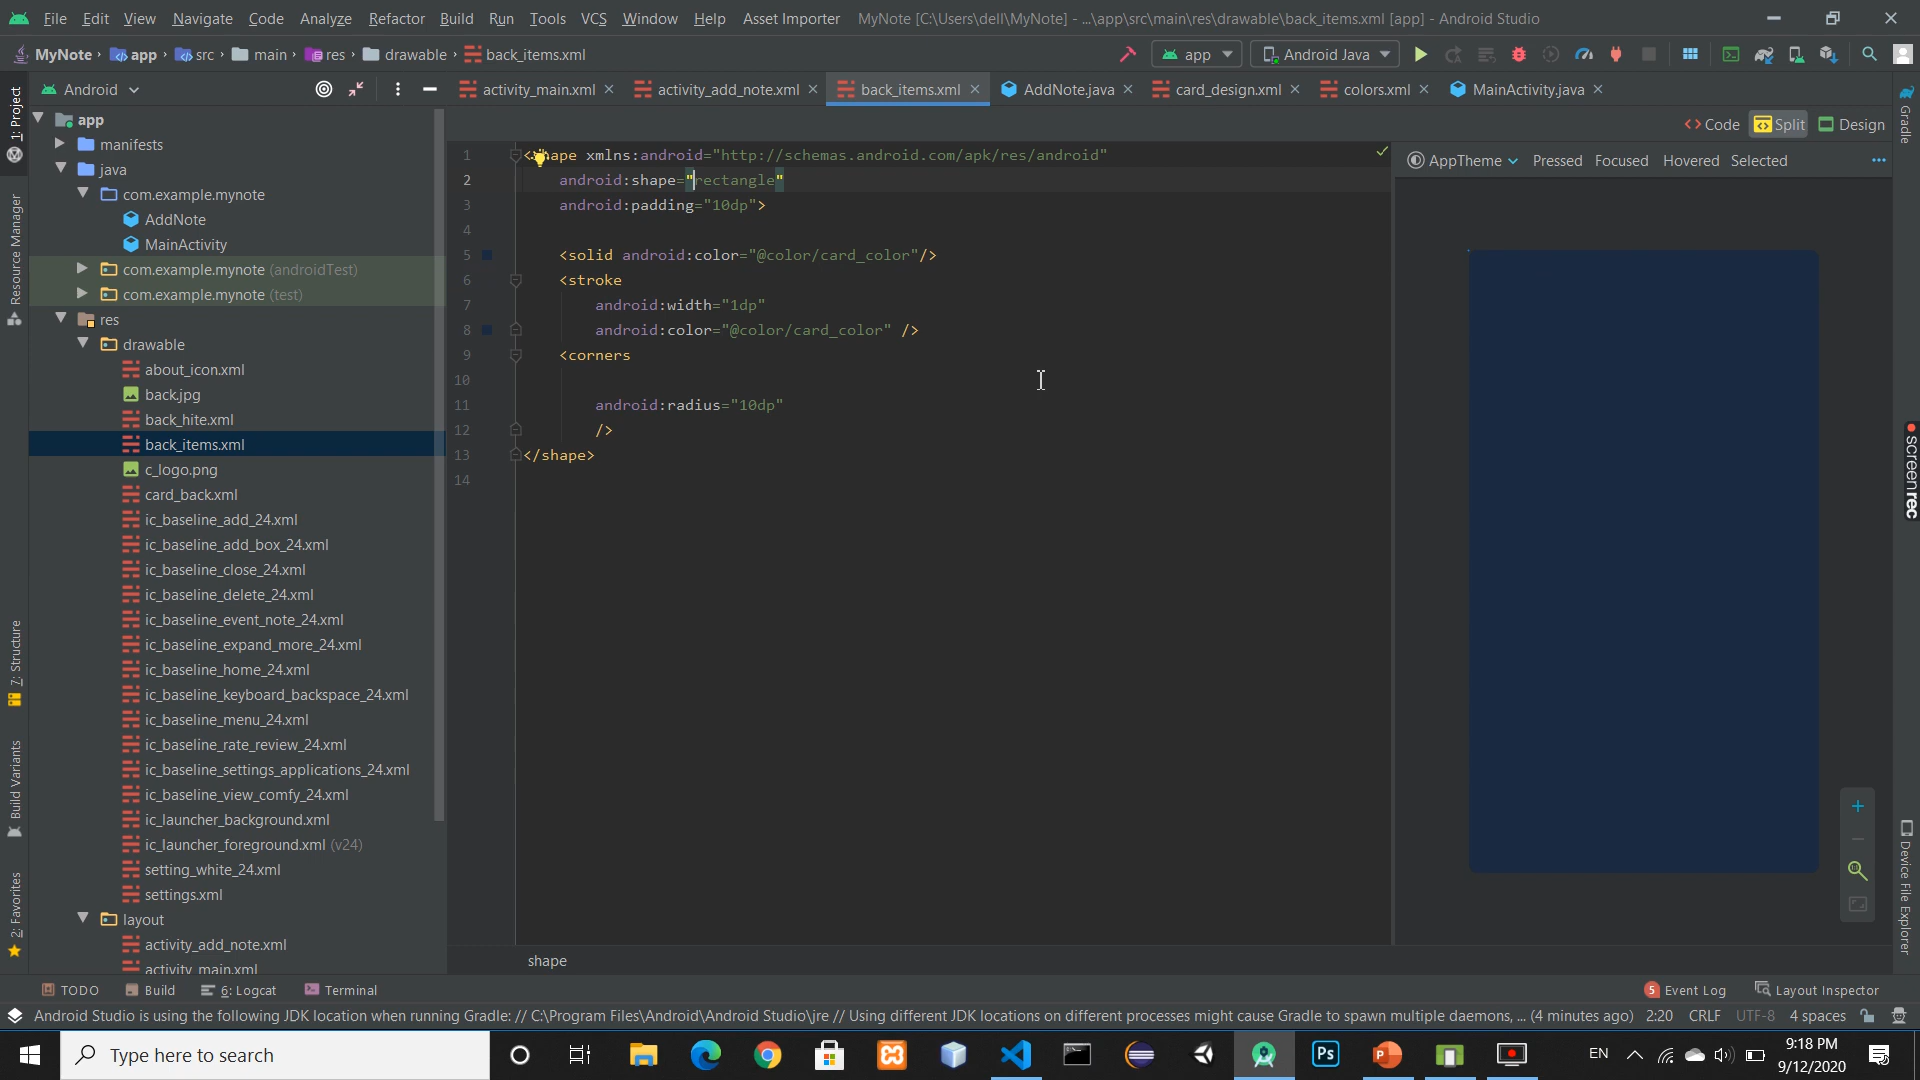 File Edit View Navigate Code Analyze Refactor Build Run Tools VCS Window Help Asset Importer MyNote [C:\Users\dell\MyNote] - ...\app\src\main\res\drawable\back_items.xml [app] - Android Studio
MyNote app src main res drawable back_items.xml app Android Java
Android activity_main.xml activity_add_note.xml back_items.xml AddNote.java card_design.xml colors.xml MainActivity.java
Code Split Design
AppTheme Pressed Focused Hovered Selected
1: Project
Resource Manager
7: Structure
Build Variants
2: Favorites
app
manifests
java
com.example.mynote
AddNote
MainActivity
com.example.mynote (androidTest)
com.example.mynote (test)
res
drawable
about_icon.xml
back.jpg
back_hite.xml
back_items.xml
c_logo.png
card_back.xml
ic_baseline_add_24.xml
ic_baseline_add_box_24.xml
ic_baseline_close_24.xml
ic_baseline_delete_24.xml
ic_baseline_event_note_24.xml
ic_baseline_expand_more_24.xml
ic_baseline_home_24.xml
ic_baseline_keyboard_backspace_24.xml
ic_baseline_menu_24.xml
ic_baseline_rate_review_24.xml
ic_baseline_settings_applications_24.xml
ic_baseline_view_comfy_24.xml
ic_launcher_background.xml
ic_launcher_foreground.xml (v24)
setting_white_24.xml
settings.xml
layout
activity_add_note.xml
activity_main.xml
1 xmlns:android="http://schemas.android.com/apk/res/android"
2 android:shape="rectangle"
3 android:padding="10dp">
4
5 <solid android:color="@color/card_color"/>
6 <stroke
7 android:width="1dp"
8 android:color="@color/card_color" />
9 <corners
10
11 android:radius="10dp"
12 />
13 </shape>
14
shape
Gradle
screenrec
Device File Explorer
TODO Build 6: Logcat Terminal 5 Event Log Layout Inspector
Android Studio is using the following JDK location when running Gradle: // C:\Program Files\Android\Android Studio\jre // Using different JDK locations on different processes might cause Gradle to spawn multiple daemons, ... (4 minutes ago) 2:20 CRLF UTF-8 4 spaces
Type here to search Ps EN 9:18 PM
9/12/2020